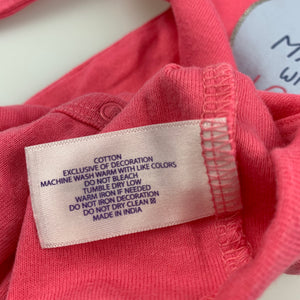 COTTON
EXCLUSIVE OF DECORATION
MACHINE WASH WARM WITH LIKE COLORS
DO NOT BLEACH
TUMBLE DRY LOW
WARM IRON IF NEEDED
DO NOT IRON DECORATION
DO NOT DRY CLEAN
MADE IN INDIA